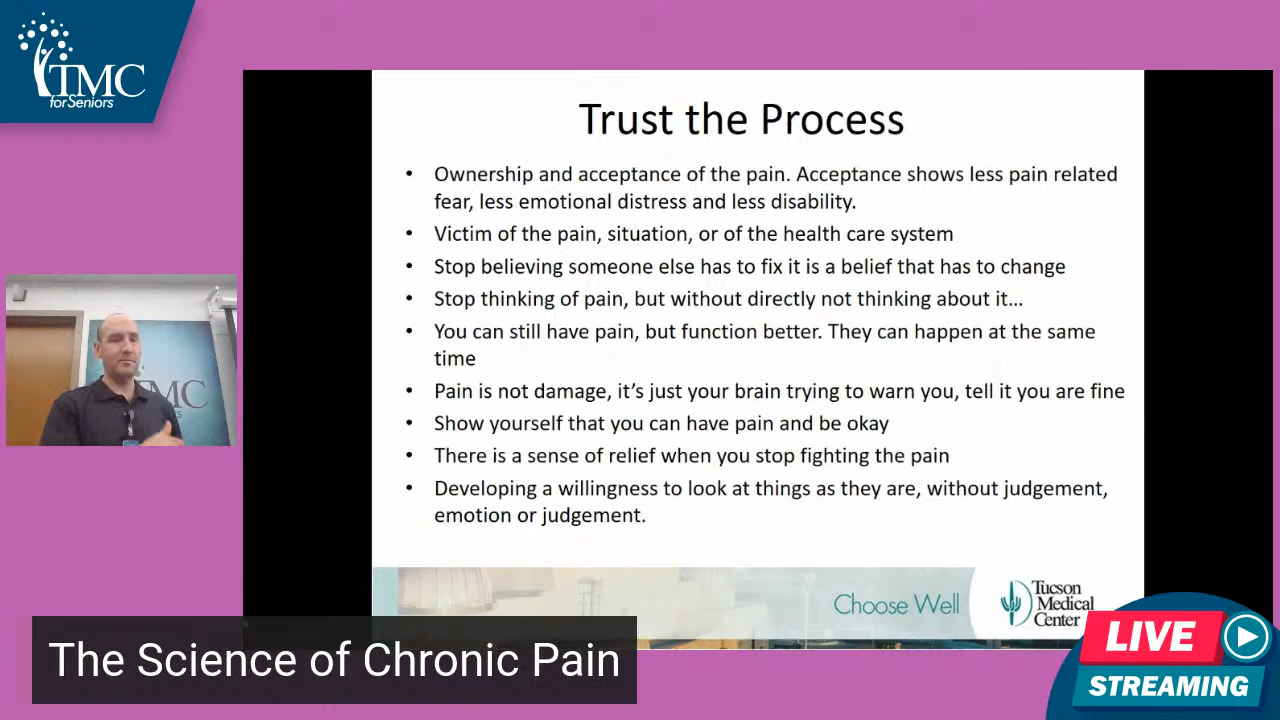 TMC
for Seniors
Trust the Process
• Ownership and acceptance of the pain. Acceptance shows less pain related
fear, less emotional distress and less disability.
• Victim of the pain, situation, or of the health care system
• Stop believing someone else has to fix it is a belief that has to change
• Stop thinking of pain, but without directly not thinking about it...
• You can still have pain, but function better. They can happen at the same
time
• Pain is not damage, it's just your brain trying to warn you, tell it you are fine
• Show yourself that you can have pain and be okay
• There is a sense of relief when you stop fighting the pain
• Developing a willingness to look at things as they are, without judgement,
emotion or judgement.
TMC
Choose Well
Tucson
Medical
Center
The Science of Chronic Pain
LIVE
STREAMING